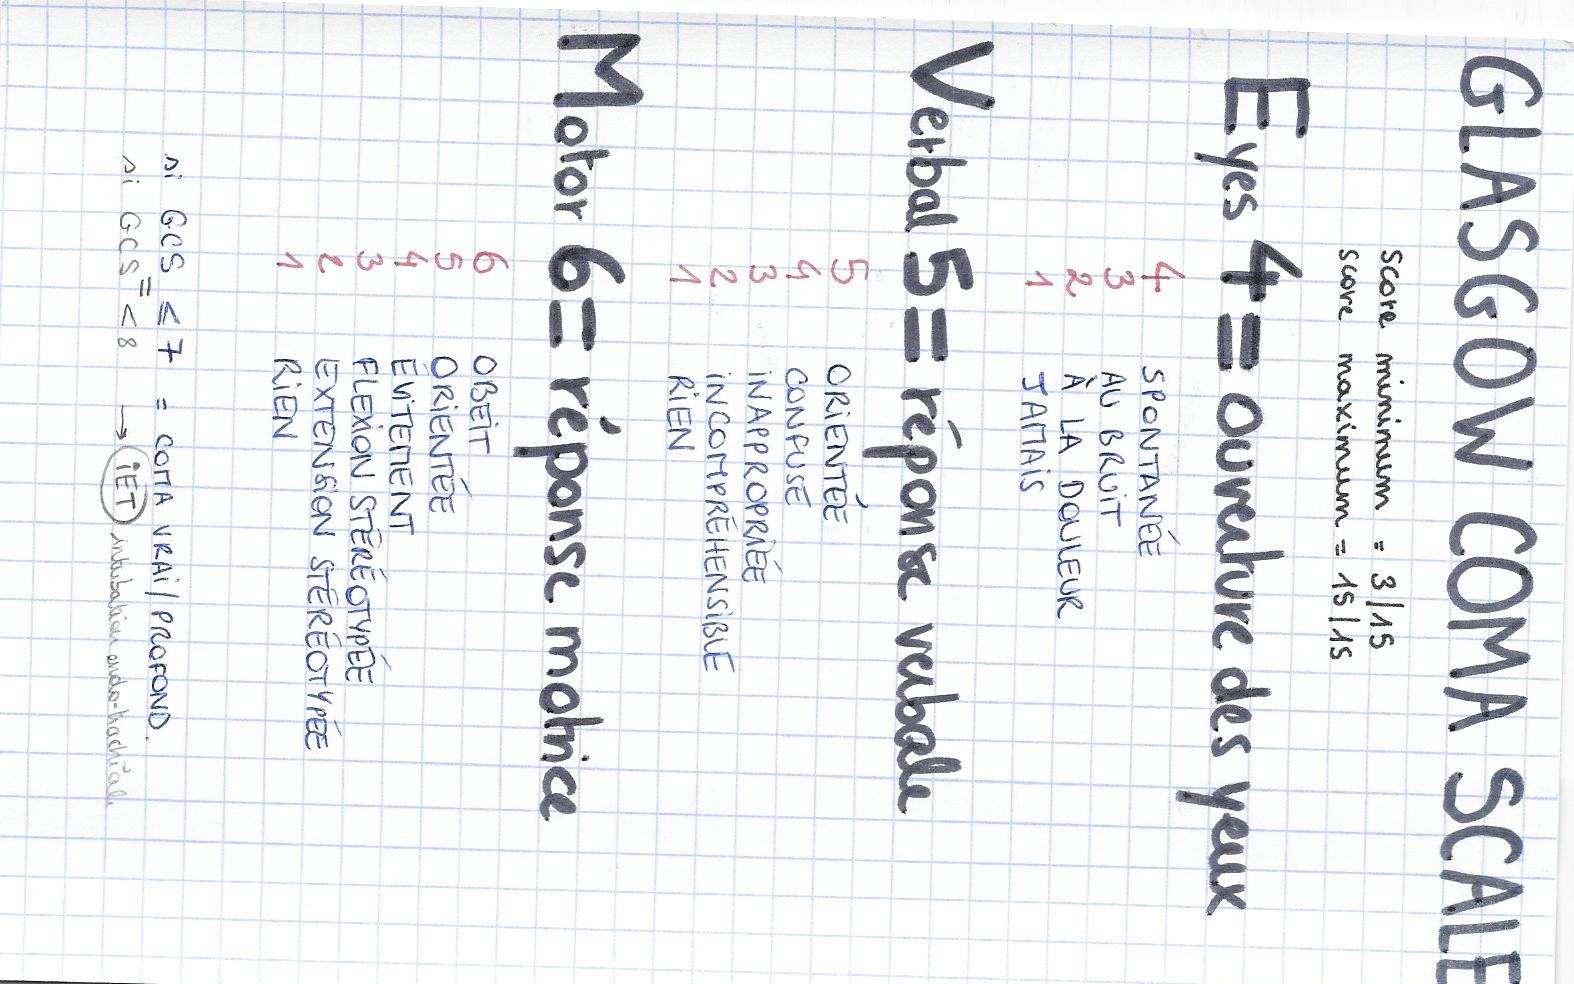 GLASGOW COMA SCALE
score minimum = 3/15
score maximum = 15/15
Eyes 4 = ouverture des yeux
4 SPONTANÉE
3 AU BRUIT
2 À LA DOULEUR
1 JAMAIS
Verbal 5 = réponse verbale
5 ORIENTÉE
4 CONFUSE
3 INAPPROPRIÉE
2 INCOMPRÉHENSIBLE
1 RIEN
Motor 6 = réponse motrice
6 OBEIT
5 ORIENTÉE
4 ÉVITEMENT
3 FLEXION STÉRÉOTYPÉE
2 EXTENSION STÉRÉOTYPÉE
1 RIEN
si GCS ≤ 7 = COMA VRAI/PROFOND.
si GCS = < 8 → IET intubation endo-trachéale